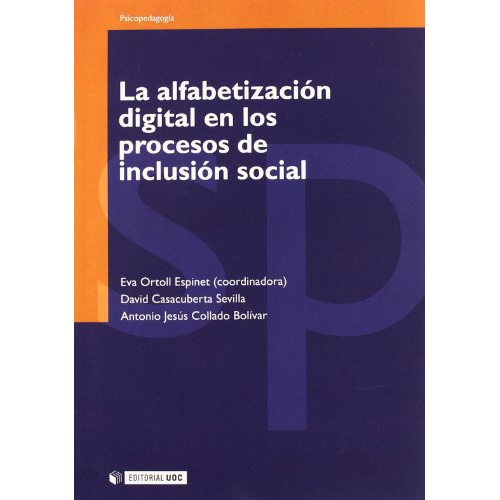 Psicopedagogía
La alfabetización
digital en los
procesos de
inclusión social
sp
Eva Ortoll Espinet (coordinadora)
David Casacuberta Sevilla
Antonio Jesús Collado Bolívar
EDITORIAL UOC